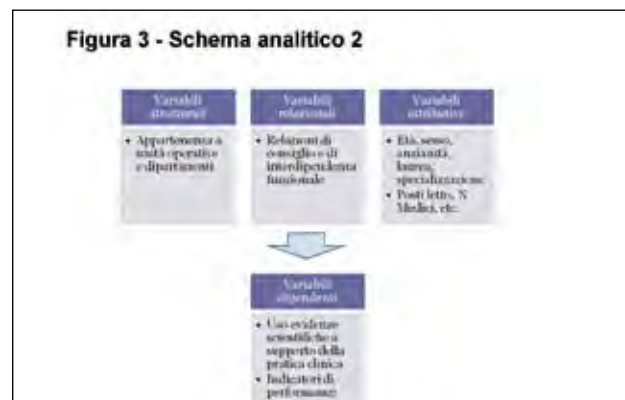 Figura 3 - Schema analitico 2
Variabili
strutturali
• Appartenenza a
unità operative
e dipartimenti
Variabili
relazionali
• Relazioni di
consiglio e di
interdipendenza
funzionale
Variabili
attributive
• Età, sesso,
anzianità,
laurea,
specializzazione
• Posti letto, N
Medici, etc.
Variabili
dipendenti
• Uso evidenze
scientifiche a
supporto della
pratica clinica
• Indicatori di
performance